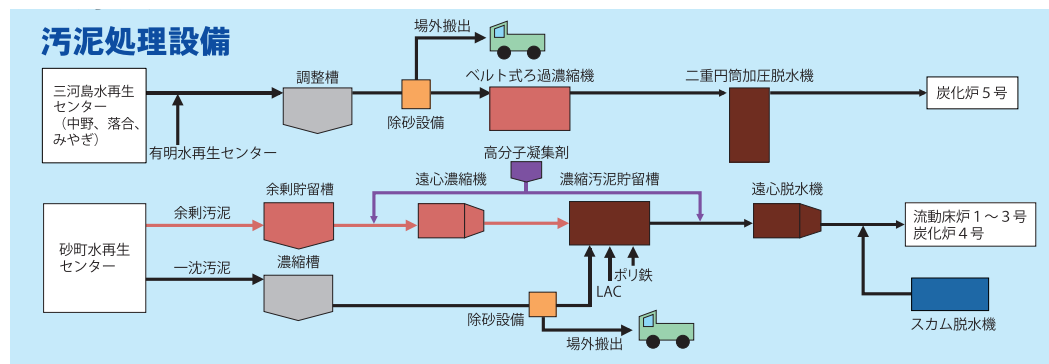 汚泥処理設備
場外搬出
三河島水再生
センター
(中野、落合、
みやぎ)
有明水再生センター
調整槽
除砂設備
ベルト式ろ過濃縮機
二重円筒加圧脱水機
炭化炉5号
高分子凝集剤
砂町水再生
センター
余剰汚泥
余剰貯留槽
遠心濃縮機
濃縮汚泥貯留槽
遠心脱水機
流動床炉1〜3号
炭化炉4号
一沈汚泥
濃縮槽
除砂設備
場外搬出
LAC
ポリ鉄
スカム脱水機